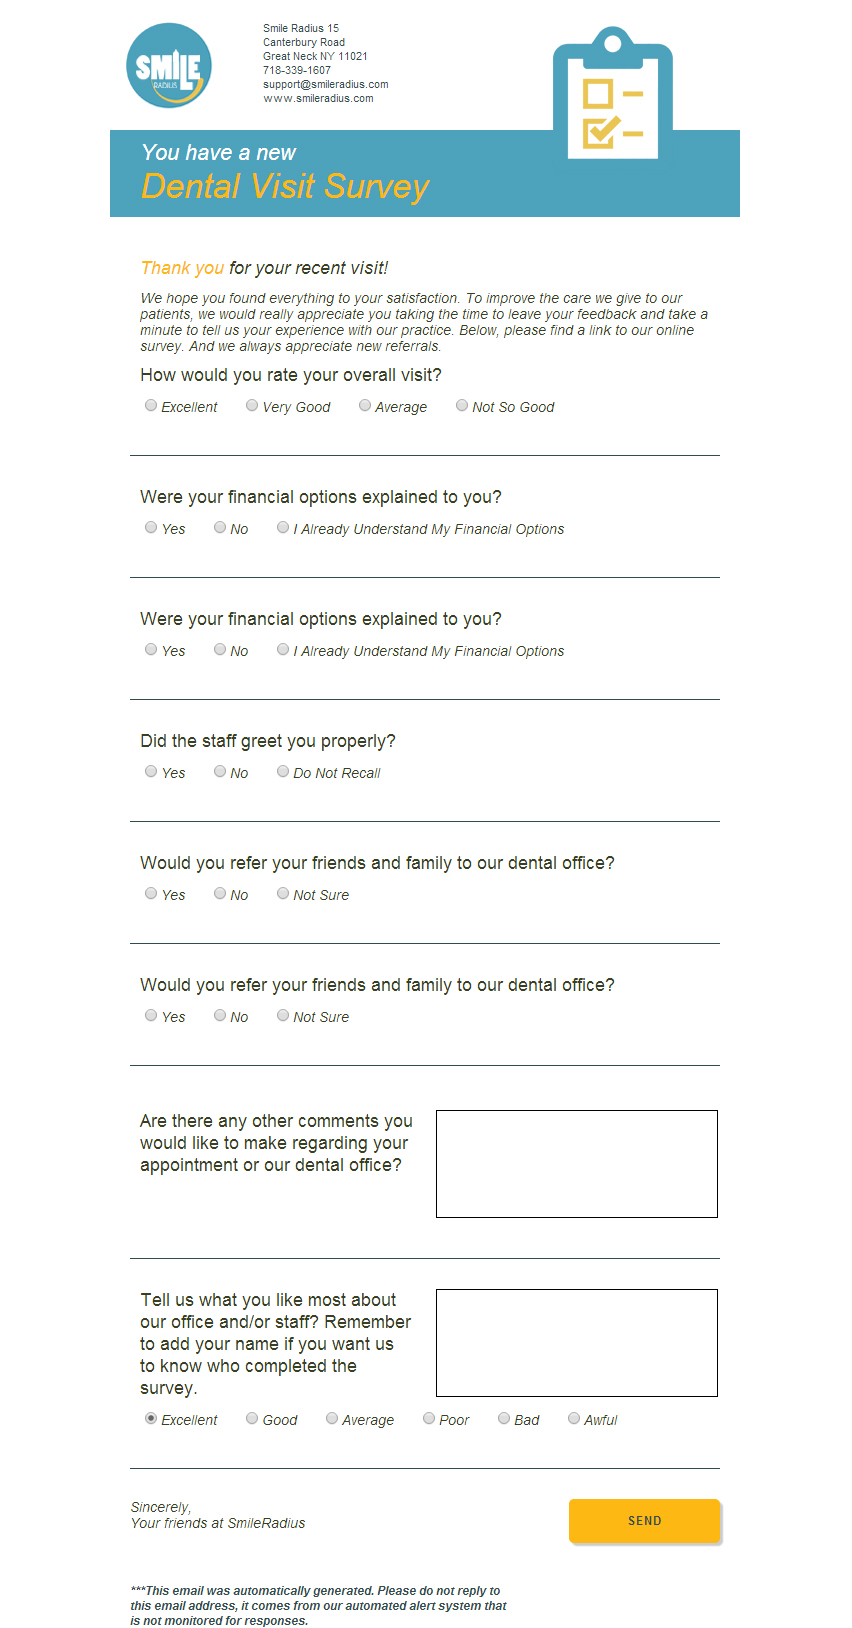 SMILE
RADIUS
Smile Radius 15
Canterbury Road
Great Neck NY 11021
718-339-1607
support@smileradius.com
www.smileradius.com
You have a new
Dental Visit Survey
Thank you for your recent visit!
We hope you found everything to your satisfaction. To improve the care we give to our
patients, we would really appreciate you taking the time to leave your feedback and take a
minute to tell us your experience with our practice. Below, please find a link to our online
survey. And we always appreciate new referrals.
How would you rate your overall visit?
Excellent Very Good Average Not So Good
Were your financial options explained to you?
Yes No I Already Understand My Financial Options
Were your financial options explained to you?
Yes No I Already Understand My Financial Options
Did the staff greet you properly?
Yes No Do Not Recall
Would you refer your friends and family to our dental office?
Yes No Not Sure
Would you refer your friends and family to our dental office?
Yes No Not Sure
Are there any other comments you
would like to make regarding your
appointment or our dental office?
Tell us what you like most about
our office and/or staff? Remember
to add your name if you want us
to know who completed the
survey.
Excellent Good Average Poor Bad Awful
Sincerely,
Your friends at SmileRadius
SEND
***This email was automatically generated. Please do not reply to
this email address, it comes from our automated alert system that
is not monitored for responses.